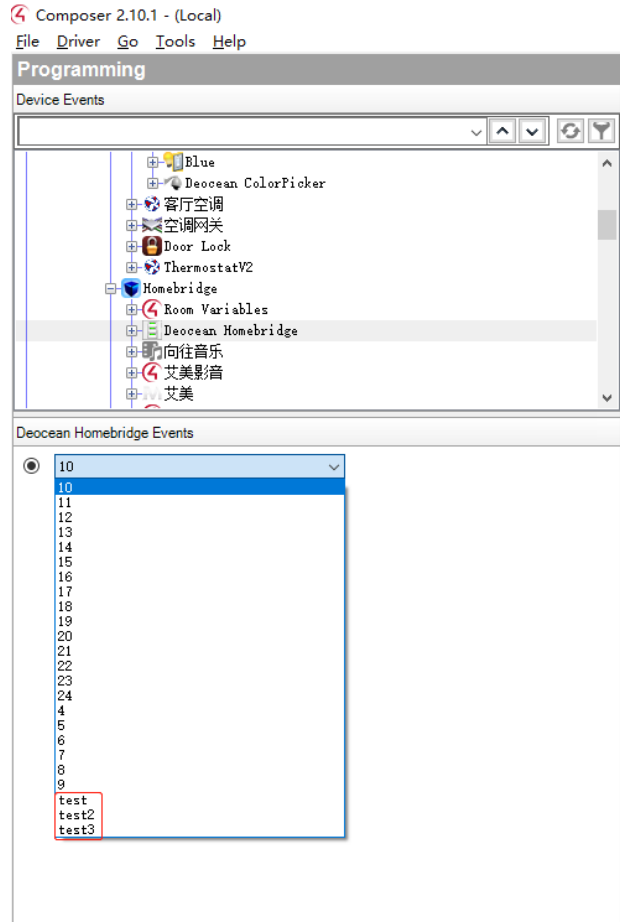 Composer 2.10.1 - (Local)
File Driver Go Tools Help
Programming
Device Events
Blue
Deocean ColorPicker
客厅空调
空调网关
Door Lock
ThermostatV2
Homebridge
Room Variables
Deocean Homebridge
向往音乐
艾美影音
艾美
Deocean Homebridge Events
10
10
11
12
13
14
15
16
17
18
19
20
21
22
23
24
4
5
6
7
8
9
test
test2
test3